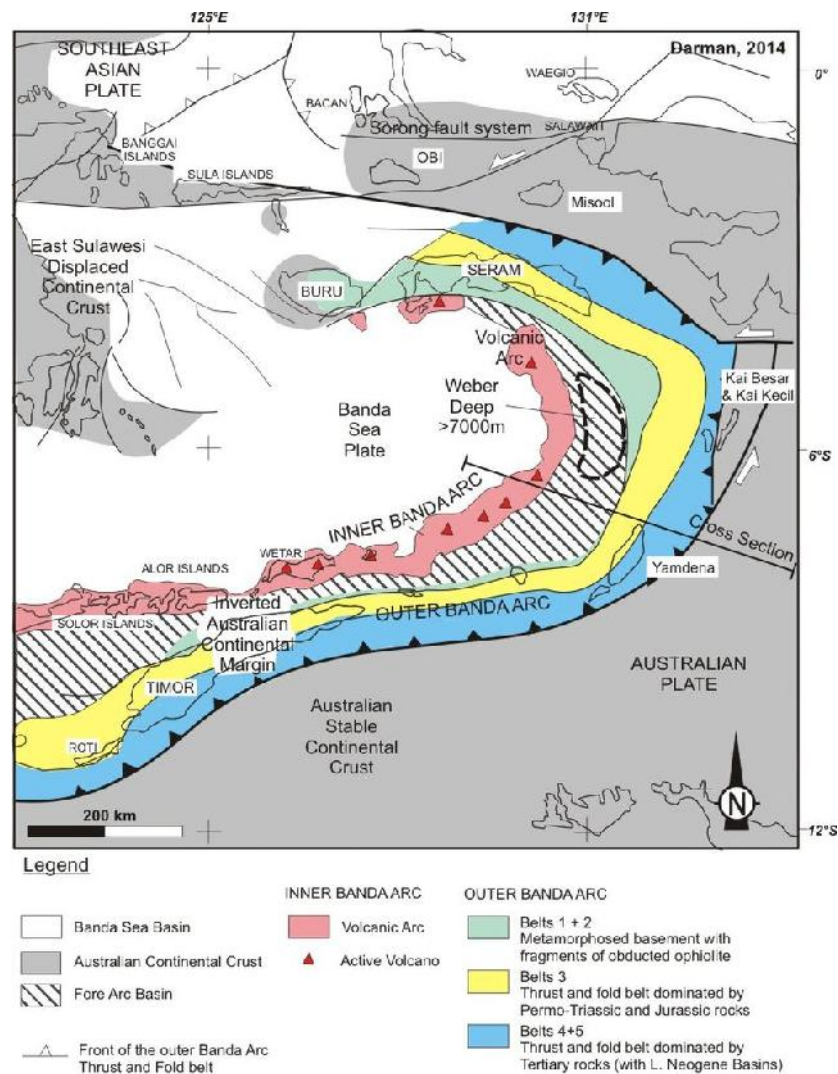 125°E
131°E
SOUTHEAST
ASIAN
PLATE
Darman, 2014
0°
WAEGIO
BACAN
Sorong fault system
SALAWATI
BANGGAI
ISLANDS
OBI
SULA ISLANDS
Misool
East Sulawesi
Displaced
Continental
Crust
BURU
SERAM
Volcanic
Arc
Weber
Deep
>7000m
Kai Besar
& Kai Kecil
Banda
Sea
Plate
6°S
INNER BANDA ARC
Cross Section
WETAR
ALOR ISLANDS
Yamdena
SOLOR ISLANDS
Inverted
Australian
Continental
Margin
OUTER BANDA ARC
TIMOR
AUSTRALIAN
PLATE
Australian
Stable
Continental
Crust
ROTI
200 km
N
12°S
Legend
INNER BANDA ARC
OUTER BANDA ARC
Banda Sea Basin
Volcanic Arc
Belts 1 + 2
Metamorphosed basement with
fragments of obducted ophiolite
Australian Continental Crust
Active Volcano
Fore Arc Basin
Belts 3
Thrust and fold belt dominated by
Permo-Triassic and Jurassic rocks
Front of the outer Banda Arc
Thrust and Fold belt
Belts 4+5
Thrust and fold belt dominated by
Tertiary rocks (with L. Neogene Basins)